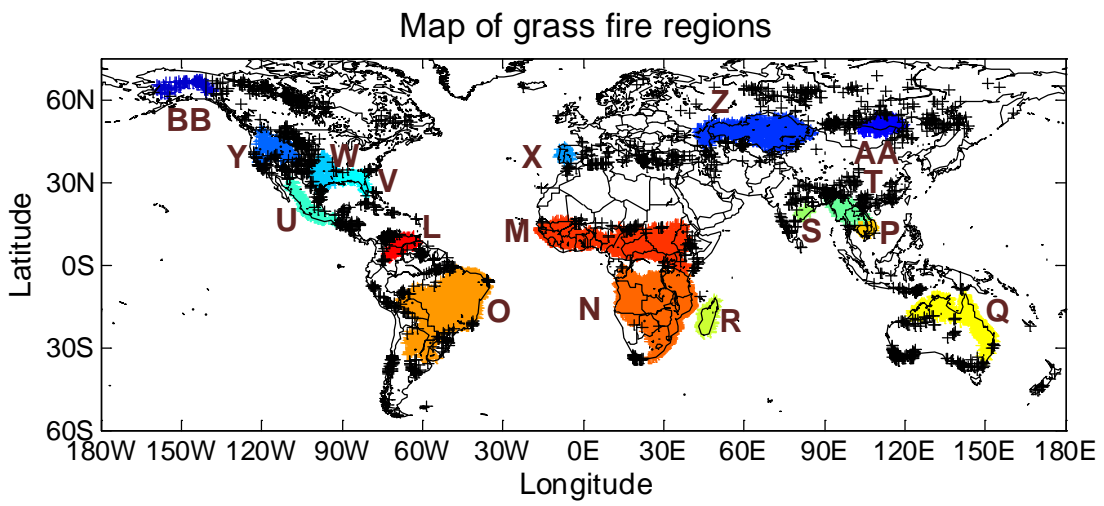 Map of grass fire regions
60N
30N
0S
30S
60S
Latitude
BB
Y
W
V
U
L
O
X
Z
AA
T
M
S
P
N
R
Q
180W 150W 120W 90W 60W 30W 0E 30E 60E 90E 120E 150E 180E
Longitude